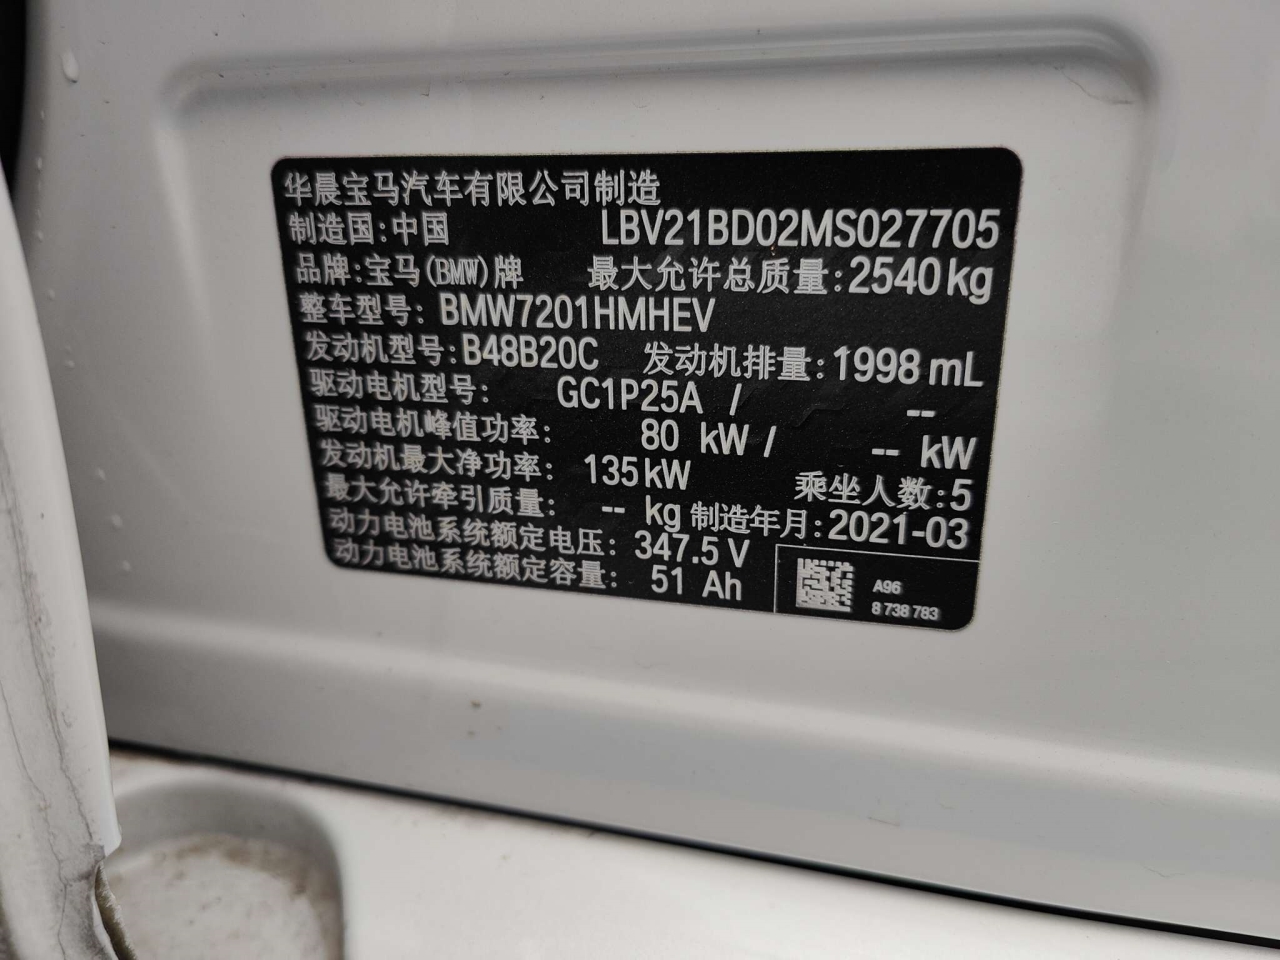 华晨宝马汽车有限公司制造
制造国:中国 LBV21BD02MS027705
品牌:宝马(BMW)牌 最大允许总质量:2540kg
整车型号: BMW7201HMHEV
发动机型号:B48B20C 发动机排量:1998 mL
驱动电机型号: GC1P25A / --
驱动电机峰值功率: 80 kW / -- kW
发动机最大净功率: 135kW 乘坐人数:5
最大允许牵引质量: -- kg 制造年月:2021-03
动力电池系统额定电压: 347.5 V
动力电池系统额定容量: 51 Ah
A96
8 738 783